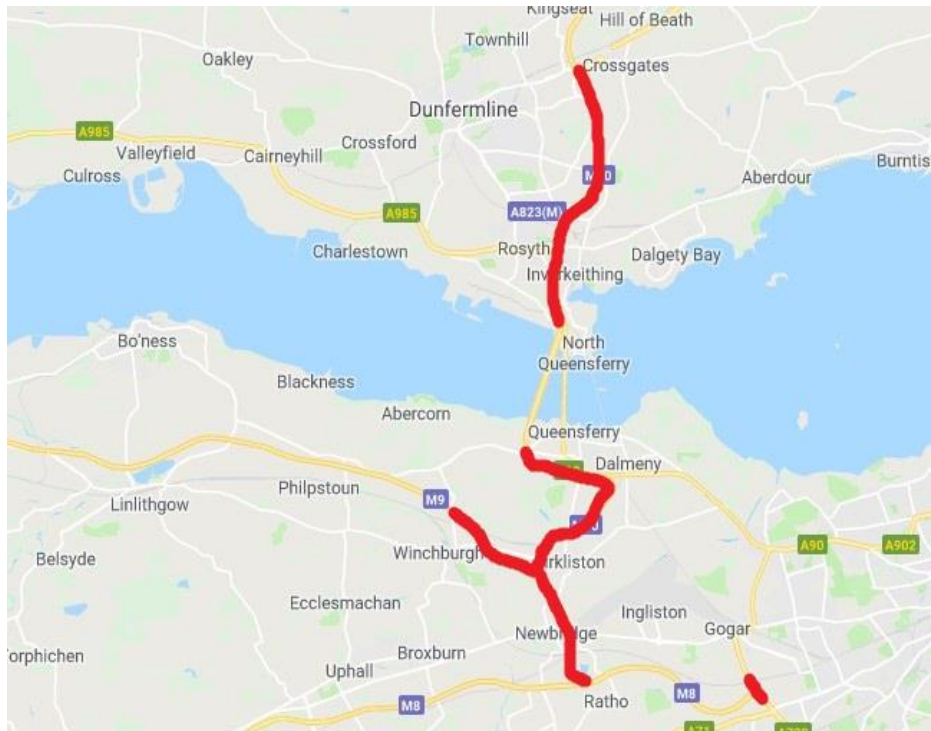 Kingseat
Hill of Beath
Townhill
Oakley
Crossgates
Dunfermline
A985
Crossford
Valleyfield
Cairneyhill
Culross
Aberdour
A823(M)
A985
Rosyth
Charlestown
Dalgety Bay
Inverkeithing
Bo'ness
North
Queensferry
Blackness
Abercorn
Queensferry
Dalmeny
Philpstoun
M9
Linlithgow
Winchburgh
A90
A902
Belsyde
Ecclesmachan
Ingliston
Newbridge
Gogar
Broxburn
Uphall
Ratho
M8
M8
A71